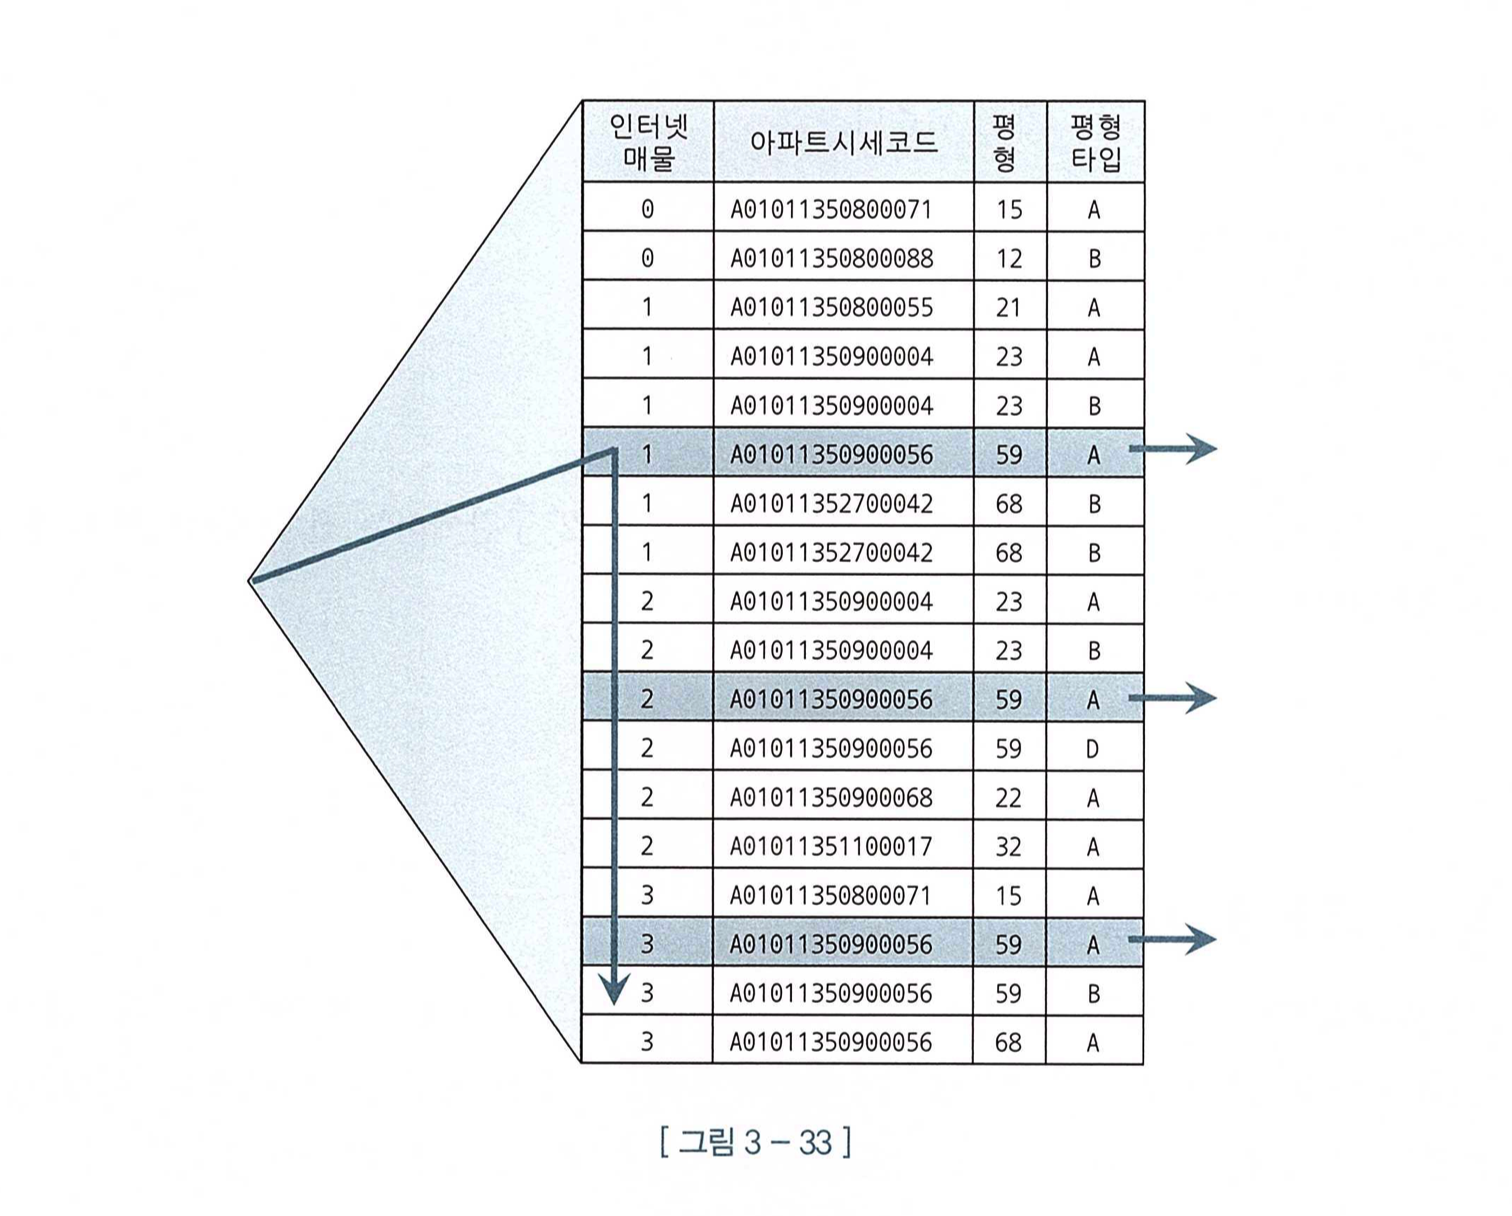 인터넷 매물 아파트시세코드 평형 평형타입
0 A01011350800071 15 A
0 A01011350800088 12 B
1 A01011350800055 21 A
1 A01011350900004 23 A
1 A01011350900004 23 B
1 A01011350900056 59 A
1 A01011352700042 68 B
1 A01011352700042 68 B
2 A01011350900004 23 A
2 A01011350900004 23 B
2 A01011350900056 59 A
2 A01011350900056 59 D
2 A01011350900068 22 A
2 A01011351100017 32 A
3 A01011350800071 15 A
3 A01011350900056 59 A
3 A01011350900056 59 B
3 A01011350900056 68 A
[ 그림 3 – 33 ]